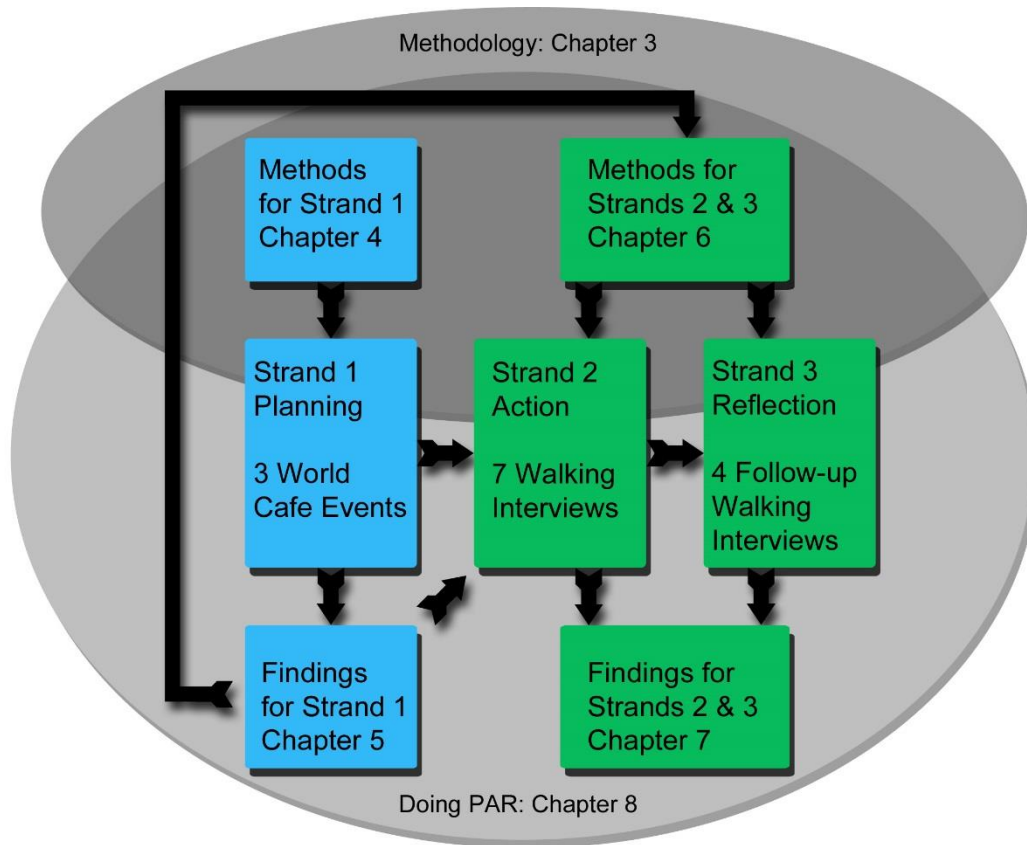 Methodology: Chapter 3
Methods
for Strand 1
Chapter 4
Methods for
Strands 2 & 3
Chapter 6
Strand 1
Planning
3 World
Cafe Events
Strand 2
Action
7 Walking
Interviews
Strand 3
Reflection
4 Follow-up
Walking
Interviews
Findings
for Strand 1
Chapter 5
Findings for
Strands 2 & 3
Chapter 7
Doing PAR: Chapter 8